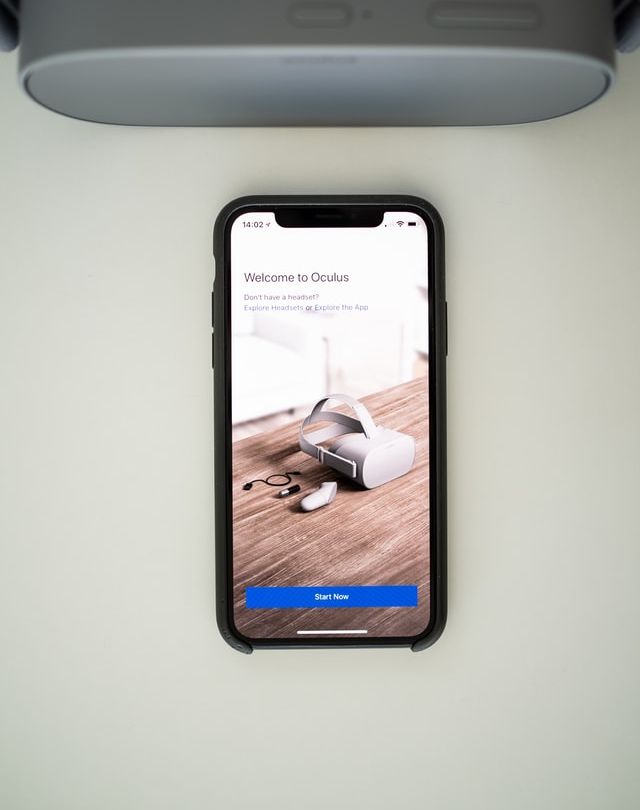 14:02
Welcome to Oculus
Don't have a headset?
Explore Headsets or Explore the App
Start Now